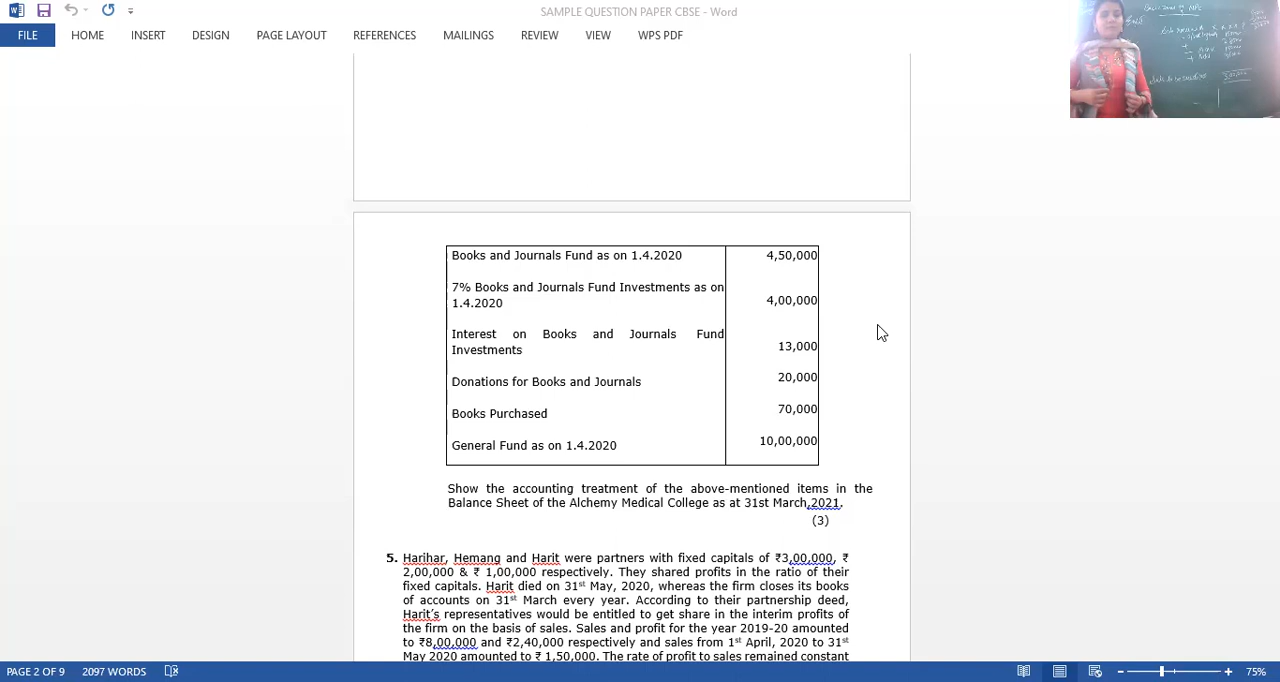 SAMPLE QUESTION PAPER CBSE - Word
FILE HOME INSERT DESIGN PAGE LAYOUT REFERENCES MAILINGS REVIEW VIEW WPS PDF
Books and Journals Fund as on 1.4.2020 4,50,000
7% Books and Journals Fund Investments as on
1.4.2020 4,00,000
Interest on Books and Journals Fund
Investments 13,000
Donations for Books and Journals 20,000
Books Purchased 70,000
General Fund as on 1.4.2020 10,00,000
Show the accounting treatment of the above-mentioned items in the
Balance Sheet of the Alchemy Medical College as at 31st March,2021.
(3)
5. Harihar, Hemang and Harit were partners with fixed capitals of ₹3,00,000, ₹
2,00,000 & ₹ 1,00,000 respectively. They shared profits in the ratio of their
fixed capitals. Harit died on 31st May, 2020, whereas the firm closes its books
of accounts on 31st March every year. According to their partnership deed,
Harit's representatives would be entitled to get share in the interim profits of
the firm on the basis of sales. Sales and profit for the year 2019-20 amounted
to ₹8,00,000 and ₹2,40,000 respectively and sales from 1st April, 2020 to 31st
May 2020 amounted to ₹ 1,50,000. The rate of profit to sales remained constant
PAGE 2 OF 9 2097 WORDS 75%